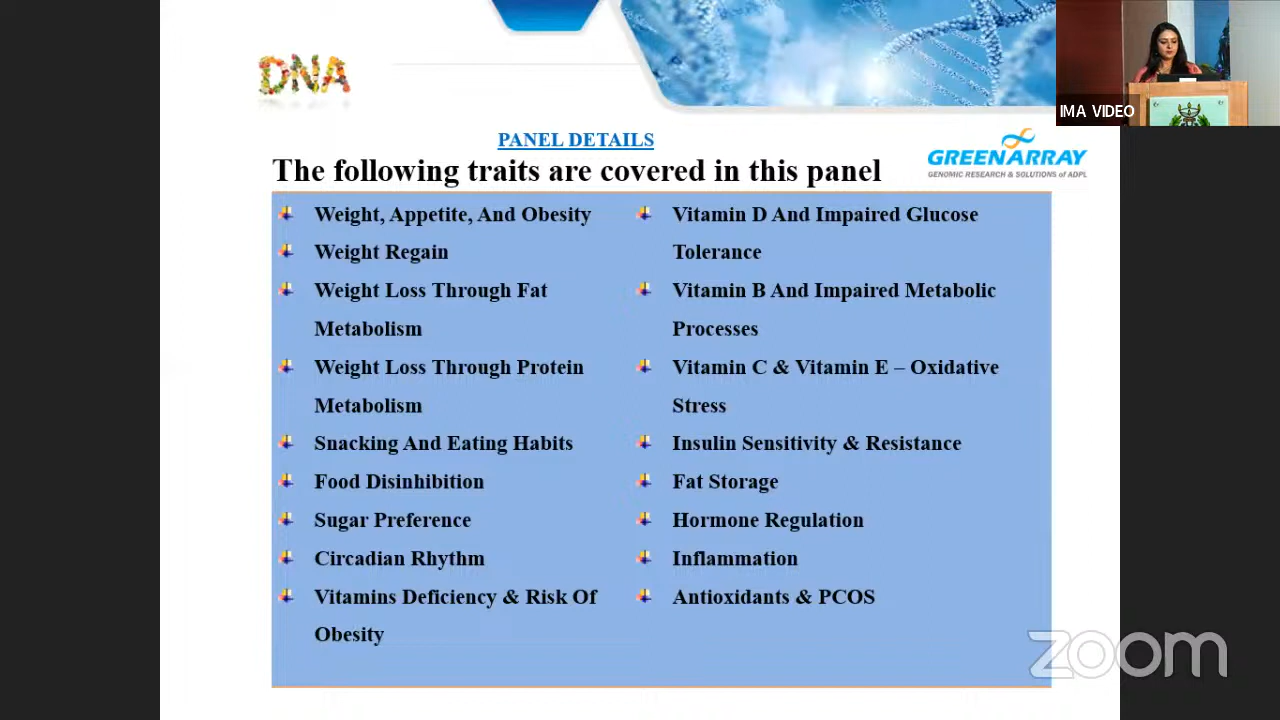 DNA
IMA VIDEO
PANEL DETAILS
The following traits are covered in this panel
GREENARRAY
GENOMIC RESEARCH & SOLUTIONS of ADPL
Weight, Appetite, And Obesity
Weight Regain
Weight Loss Through Fat
Metabolism
Weight Loss Through Protein
Metabolism
Snacking And Eating Habits
Food Disinhibition
Sugar Preference
Circadian Rhythm
Vitamins Deficiency & Risk Of
Obesity
Vitamin D And Impaired Glucose
Tolerance
Vitamin B And Impaired Metabolic
Processes
Vitamin C & Vitamin E – Oxidative
Stress
Insulin Sensitivity & Resistance
Fat Storage
Hormone Regulation
Inflammation
Antioxidants & PCOS
zoom